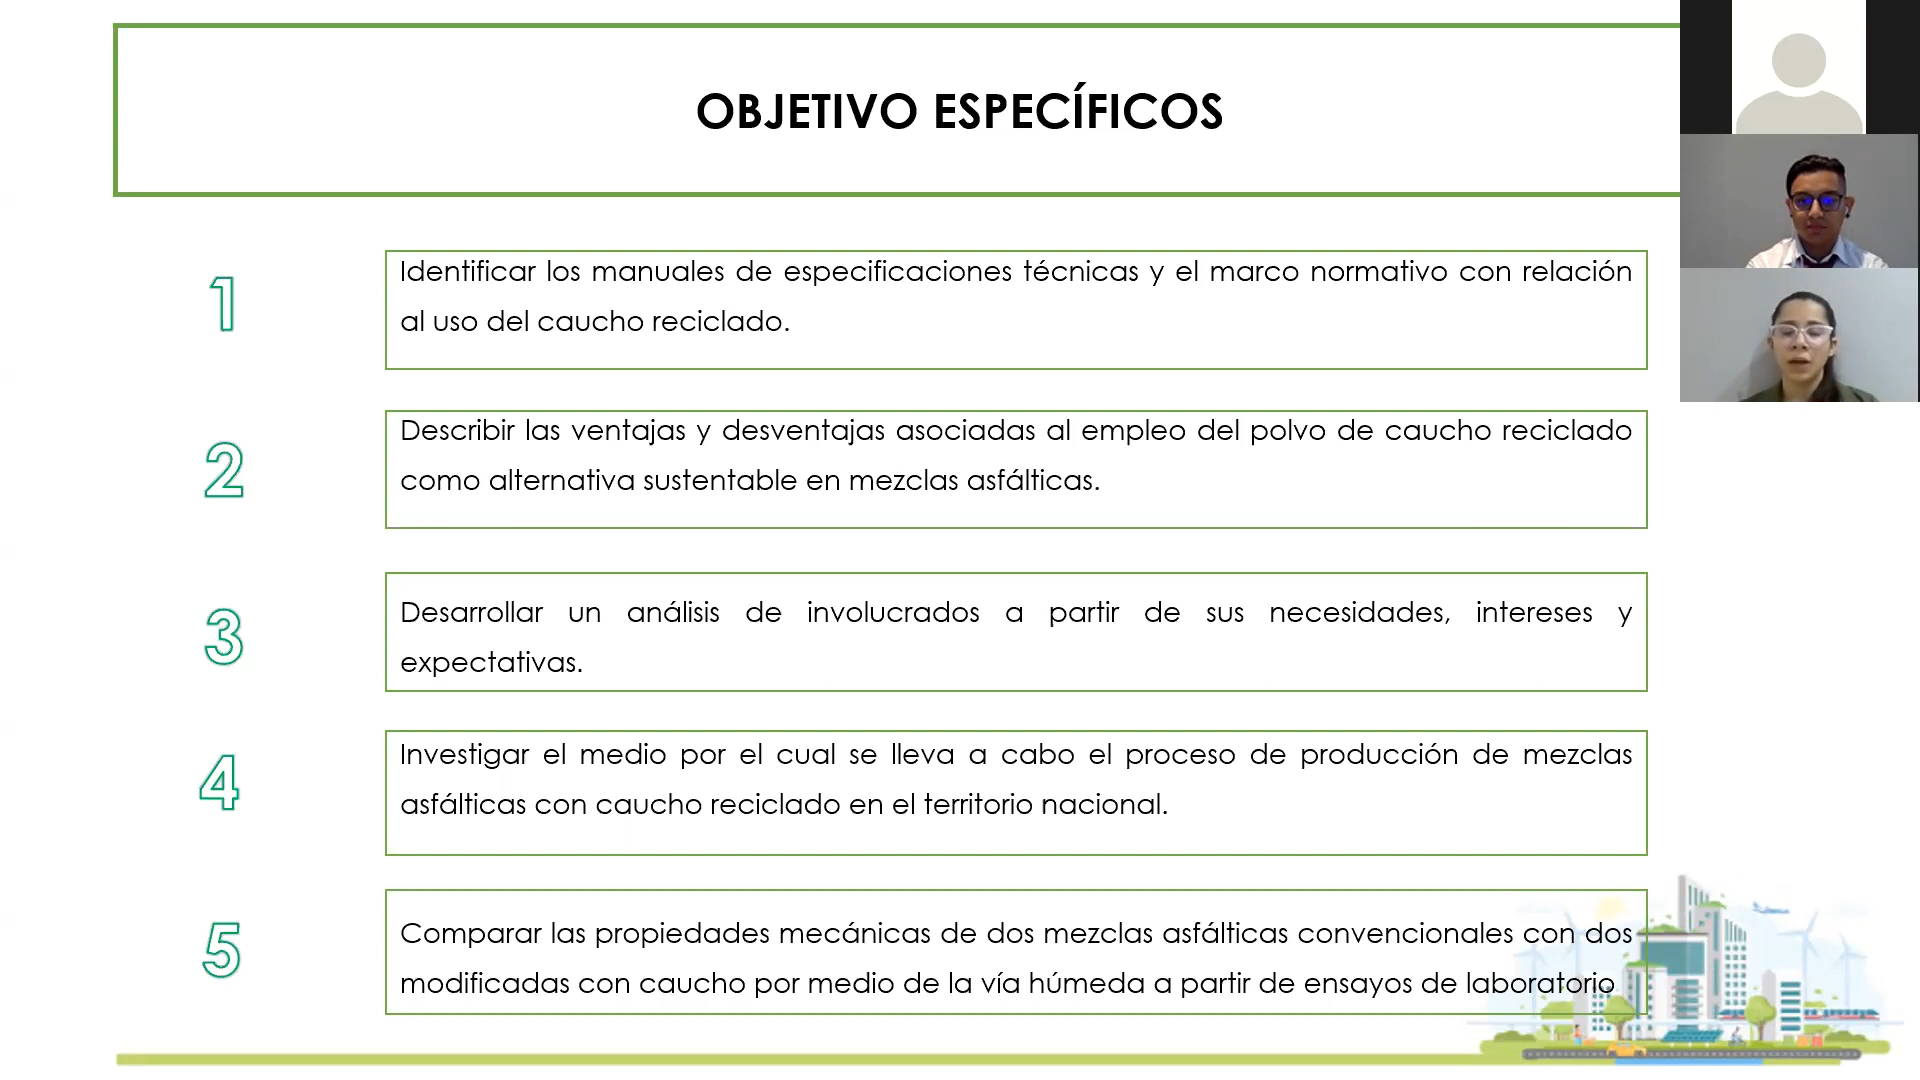 OBJETIVO ESPECÍFICOS
1
Identificar los manuales de especificaciones técnicas y el marco normativo con relación
al uso del caucho reciclado.
2
Describir las ventajas y desventajas asociadas al empleo del polvo de caucho reciclado
como alternativa sustentable en mezclas asfálticas.
3
Desarrollar un análisis de involucrados a partir de sus necesidades, intereses y
expectativas.
4
Investigar el medio por el cual se lleva a cabo el proceso de producción de mezclas
asfálticas con caucho reciclado en el territorio nacional.
5
Comparar las propiedades mecánicas de dos mezclas asfálticas convencionales con dos
modificadas con caucho por medio de la vía húmeda a partir de ensayos de laboratorio